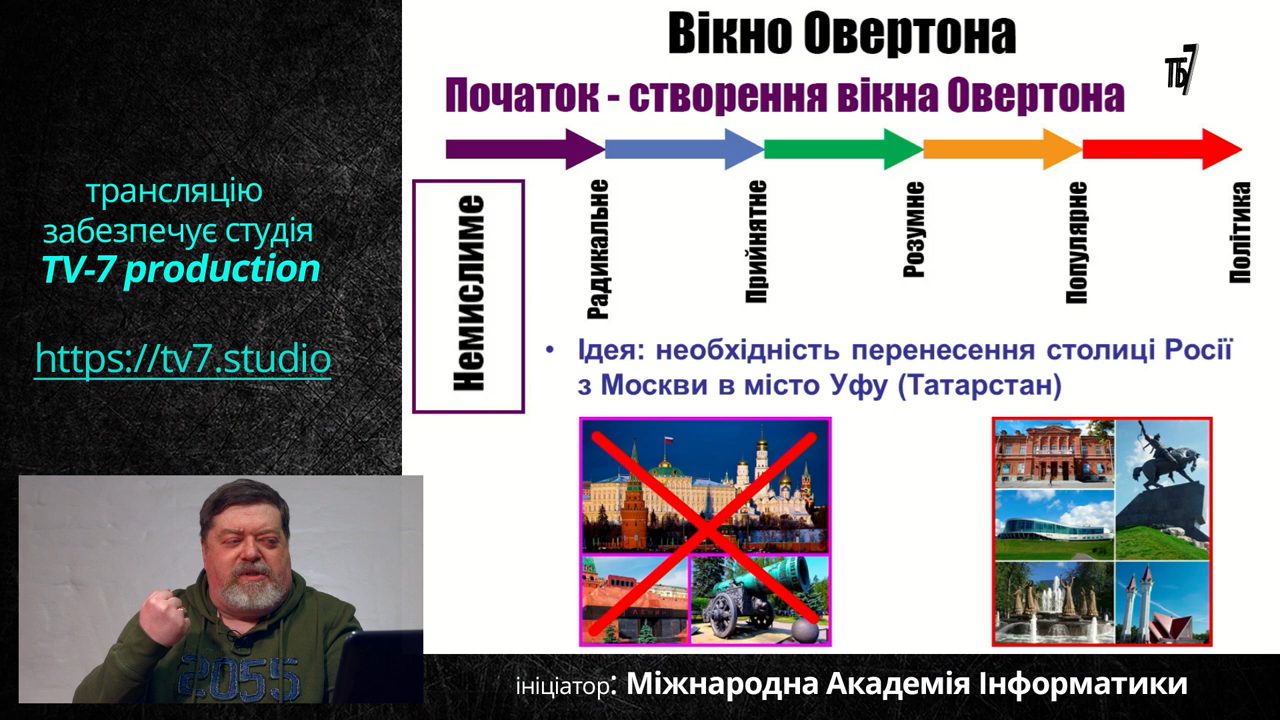 Вікно Овертона
ТБ7
Початок - створення вікна Овертона
трансляцію
забезпечує студія
TV-7 production
https://tv7.studio
Немислиме
Радикальне
Прийнятне
Розумне
Популярне
Політика
• Ідея: необхідність перенесення столиці Росії
з Москви в місто Уфу (Татарстан)
ЛЕНИН
2055
ініціатор: Міжнародна Академія Інформатики